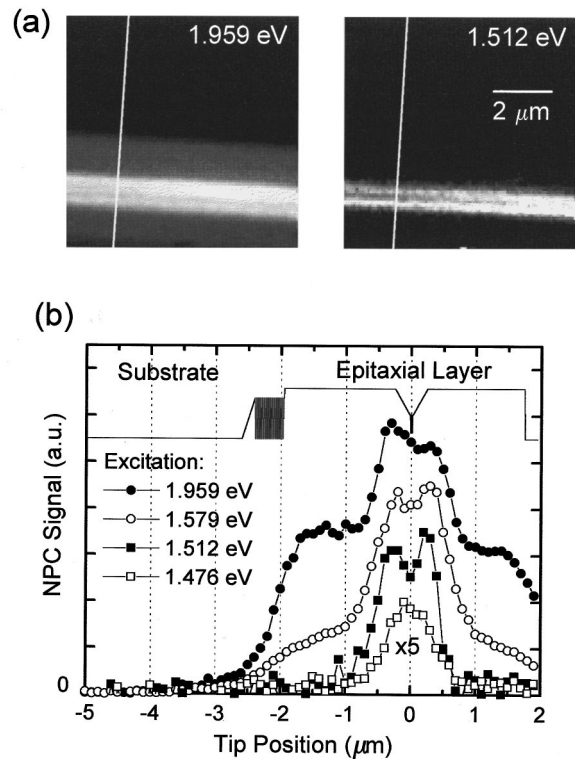 (a)
1.959 eV
1.512 eV
2 μm
(b)
Substrate
Epitaxial Layer
Excitation:
1.959 eV
1.579 eV
1.512 eV
1.476 eV
x5
NPC Signal (a.u.)
0
-5 -4 -3 -2 -1 0 1 2
Tip Position (μm)